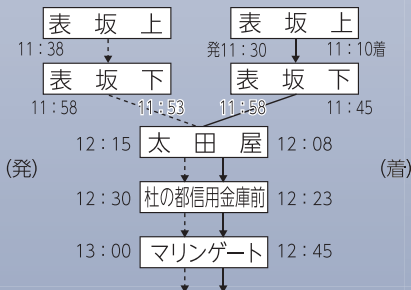 表坂上 表坂上
11：38 発11：30 11：10着
表坂下 表坂下
11：58 11：53 11：58 11：45
12：15 太田屋 12：08
(発) (着)
12：30 杜の都信用金庫前 12：23
13：00 マリンゲート 12：45